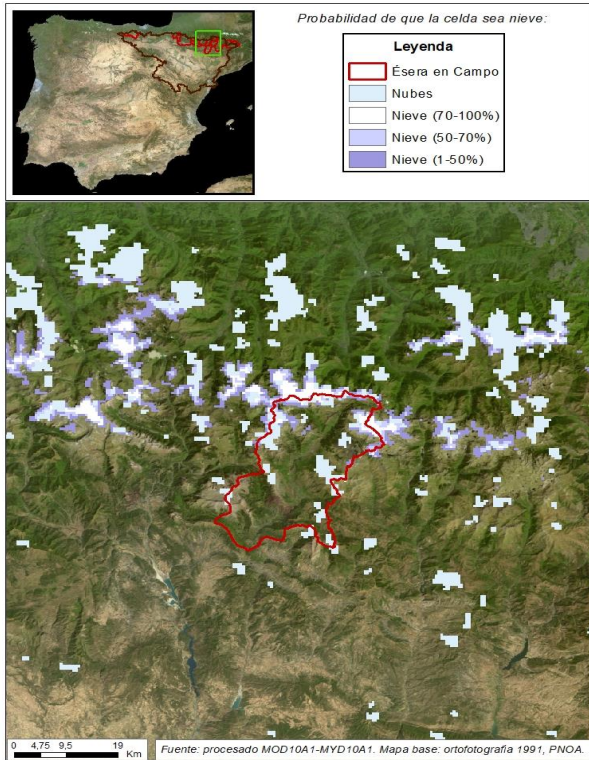 Probabilidad de que la celda sea nieve:
Leyenda
Ésera en Campo
Nubes
Nieve (70-100%)
Nieve (50-70%)
Nieve (1-50%)
0 4,75 9,5 19
Km
Fuente: procesado MOD10A1-MYD10A1. Mapa base: ortofotografia 1991, PNOA.